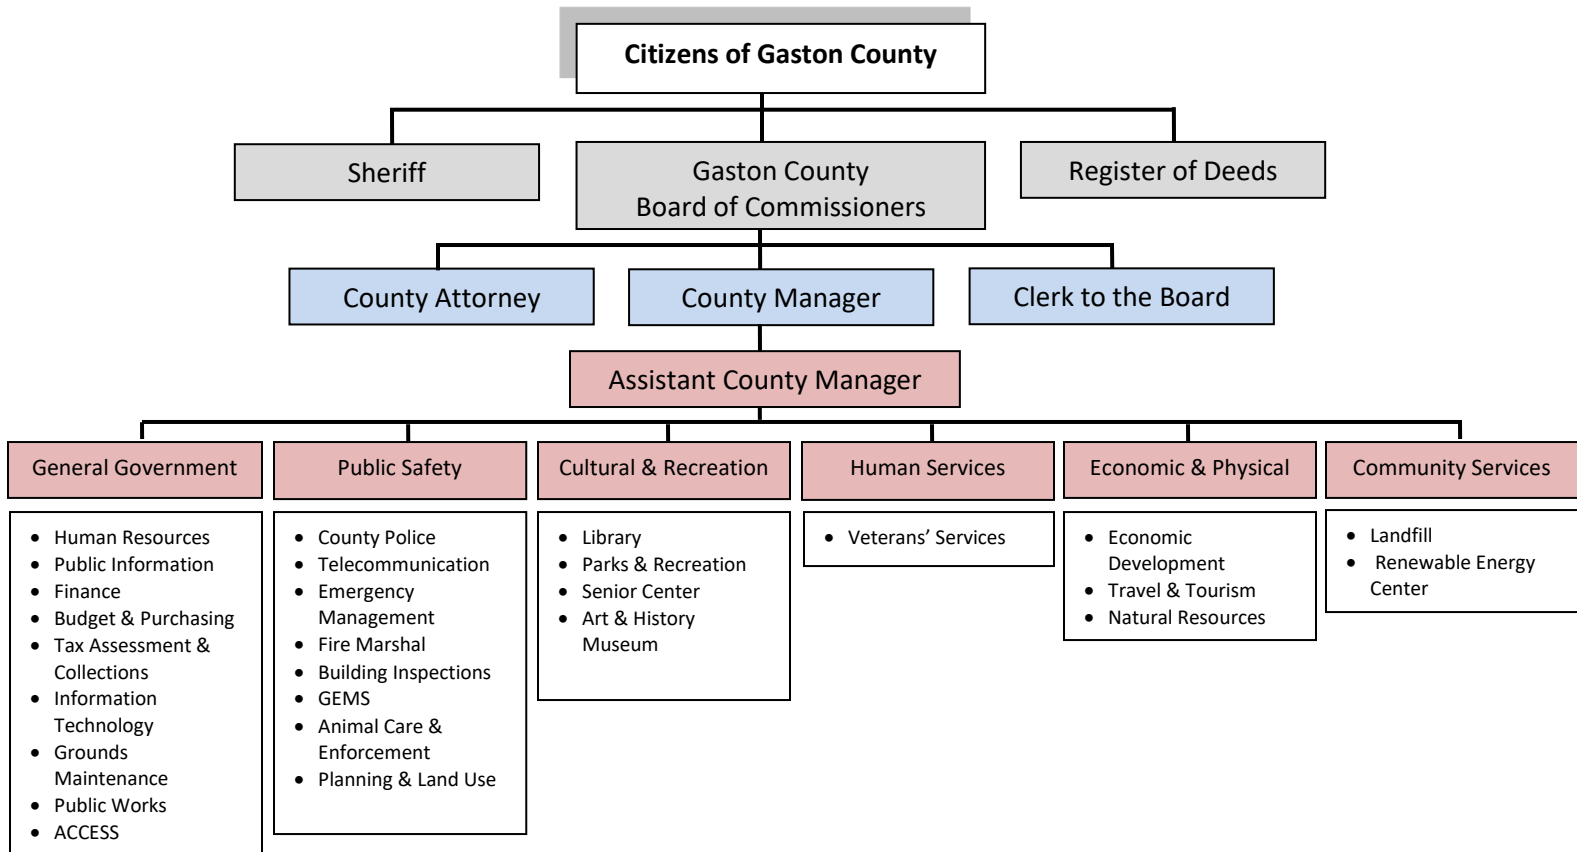 Citizens of Gaston County
Sheriff
Gaston County
Board of Commissioners
Register of Deeds
County Attorney
County Manager
Clerk to the Board
Assistant County Manager
General Government
Public Safety
Cultural & Recreation
Human Services
Economic & Physical
Community Services
• Human Resources
• Public Information
• Finance
• Budget & Purchasing
• Tax Assessment &
Collections
• Information
Technology
• Grounds
Maintenance
• Public Works
• ACCESS
• County Police
• Telecommunication
• Emergency
Management
• Fire Marshal
• Building Inspections
• GEMS
• Animal Care &
Enforcement
• Planning & Land Use
• Library
• Parks & Recreation
• Senior Center
• Art & History
Museum
• Veterans’ Services
• Economic
Development
• Travel & Tourism
• Natural Resources
• Landfill
• Renewable Energy
Center